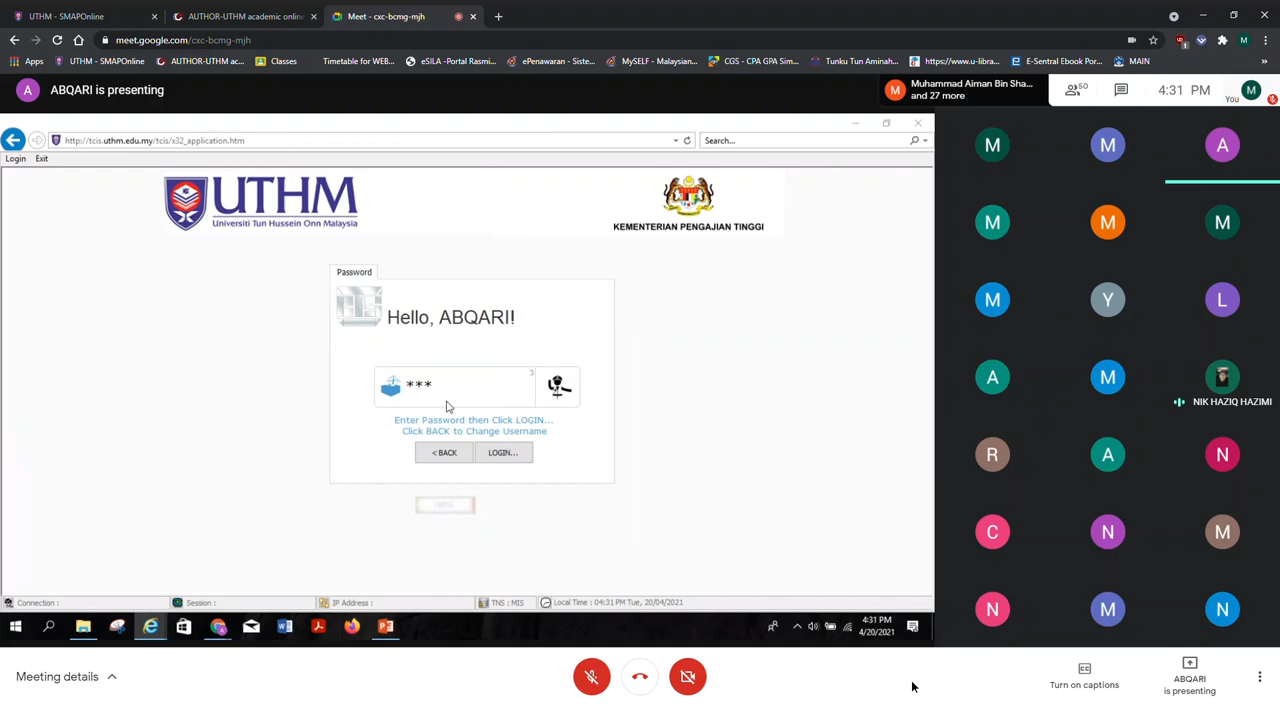 UTHM - SMAPOnline
AUTHOR-UTHM academic onlin
Meet - cxc-bcmg-mjh
meet.google.com/cxc-bcmg-mjh
Apps
UTHM - SMAPOnline
AUTHOR-UTHM ac...
Classes
Timetable for WEB...
eSILA -Portal Rasmi...
ePenawaran - Siste...
MySELF - Malaysian...
CGS - CPA GPA Sim...
Tunku Tun Aminah...
https://www.u-libra...
E-Sentral Ebook Por...
MAIN
A
ABQARI is presenting
M
Muhammad Aiman Bin Sha...
and 27 more
50
4:31 PM
You
M
http://tcis.uthm.edu.my/tcis/x32_application.htm
Search...
Login
Exit
UTHM
Universiti Tun Hussein Onn Malaysia
KEMENTERIAN PENGAJIAN TINGGI
Password
Hello, ABQARI!
***
3
Enter Password then Click LOGIN...
Click BACK to Change Username
< BACK
LOGIN...
Connection :
Session :
IP Address :
TNS : MIS
Local Time : 04:31 PM Tue, 20/04/2021
4:31 PM
4/20/2021
M
M
A
M
M
M
M
Y
L
A
M
NIK HAZIQ HAZIMI
R
A
N
C
N
M
N
M
N
Meeting details
Turn on captions
ABQARI
is presenting